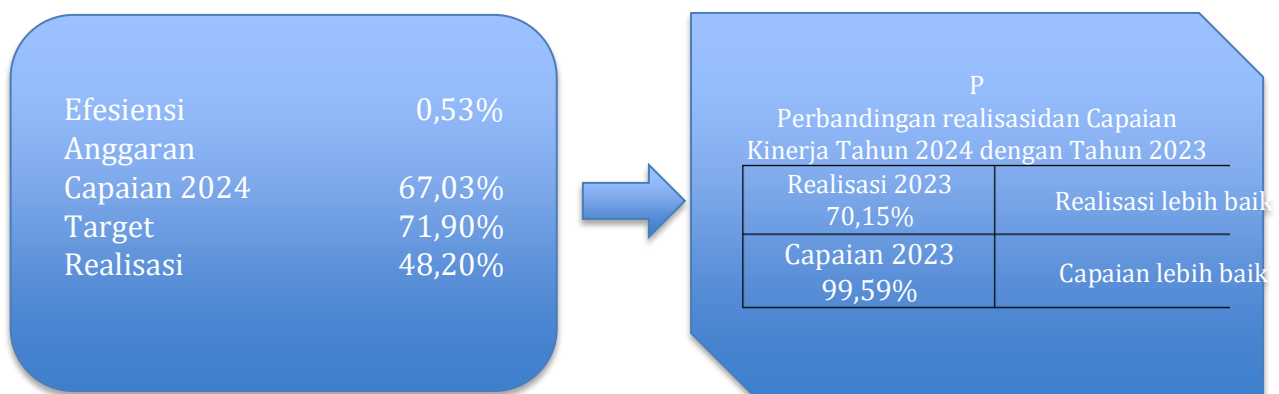 Efesiensi 0,53%
Anggaran
Capaian 2024 67,03%
Target 71,90%
Realisasi 48,20%
P
Perbandingan realisasidan Capaian
Kinerja Tahun 2024 dengan Tahun 2023
Realisasi 2023
70,15%
Realisasi lebih baik
Capaian 2023
99,59%
Capaian lebih baik